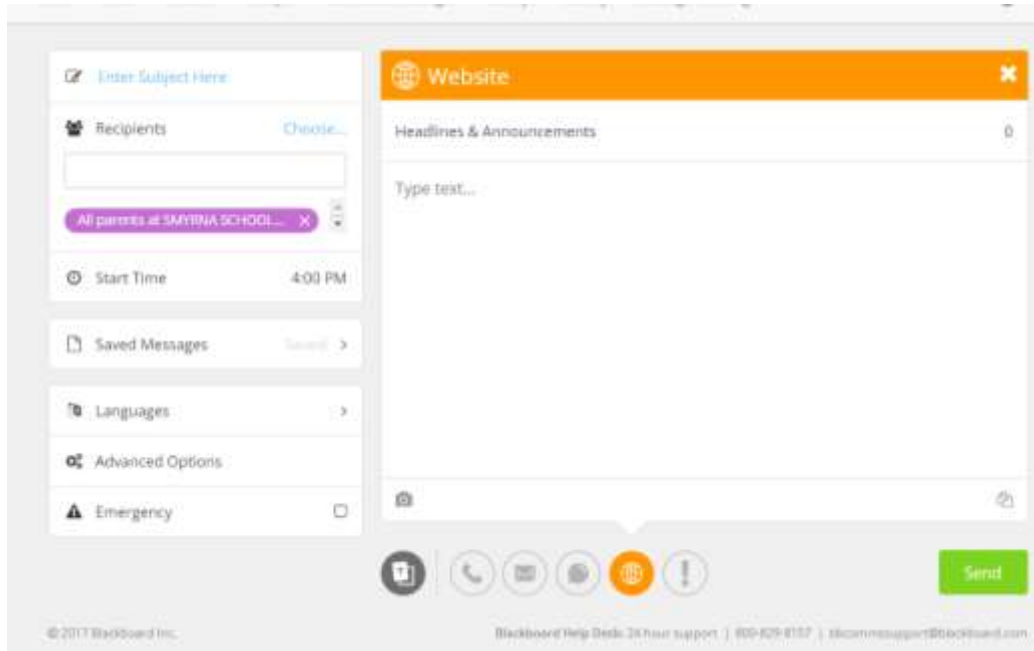 Enter Subject Here
Recipients
Choose...
All parents at SMYRNA SCHOOL...
Start Time
4:00 PM
Saved Messages
Saved
Languages
Advanced Options
Emergency
Website
Headlines & Announcements
0
Type text...
Send
© 2017 Blackboard Inc.
Blackboard Help Desk: 24 hour support | 800-829-8107 |